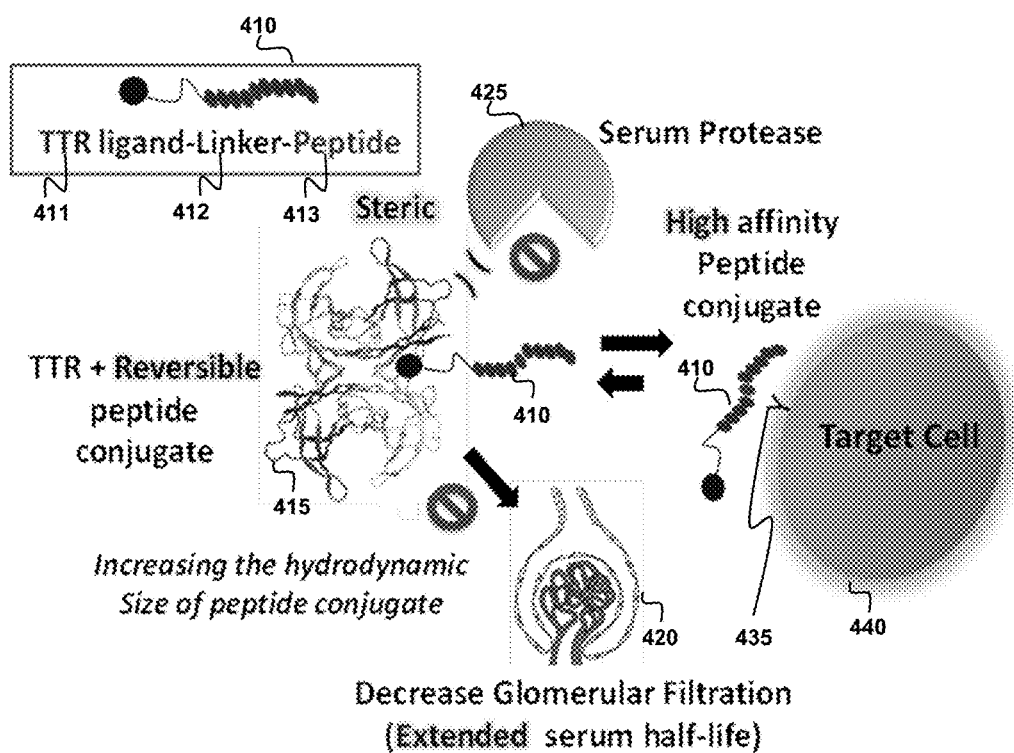 410
TTR ligand-Linker-Peptide
411
412
413
425
Serum Protease
Steric
High affinity
Peptide
conjugate
TTR + Reversible
peptide
conjugate
410
410
Target Cell
415
Increasing the hydrodynamic
Size of peptide conjugate
420
435
440
Decrease Glomerular Filtration
(Extended serum half-life)